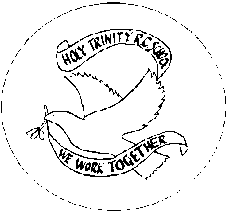 HOLY TRINITY R.C. SCHOOL
WE WORK TOGETHER